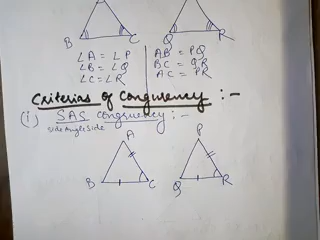 B C Q R
∠A = ∠P AB = PQ
∠B = ∠Q BC = QR
∠C = ∠R AC = PR
Criterias of Congruency :-
(i) SAS congruency :-
Side Angle Side
A P
B C Q R